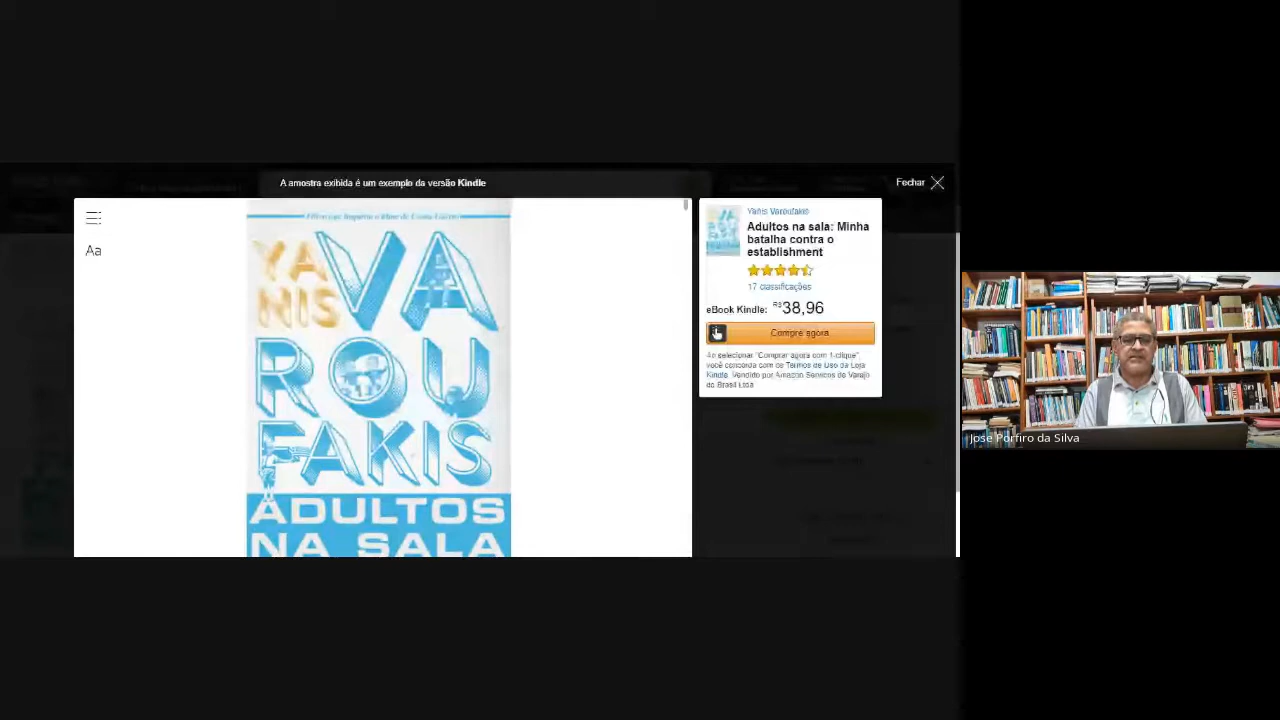 A amostra exibida é um exemplo da versão Kindle
Fechar
Aa
YANIS
VAROUFAKIS
ADULTOS
NA SALA
Yanis Varoufakis
Adultos na sala: Minha
batalha contra o
establishment
17 classificações
eBook Kindle: R$38,96
Compre agora
Ao selecionar "Comprar agora com 1-clique"
você concorda com os Termos de Uso da Loja
Kindle. Vendido por Amazon Servicos de Varejo
do Brasil Ltda
José Porfiro da Silva